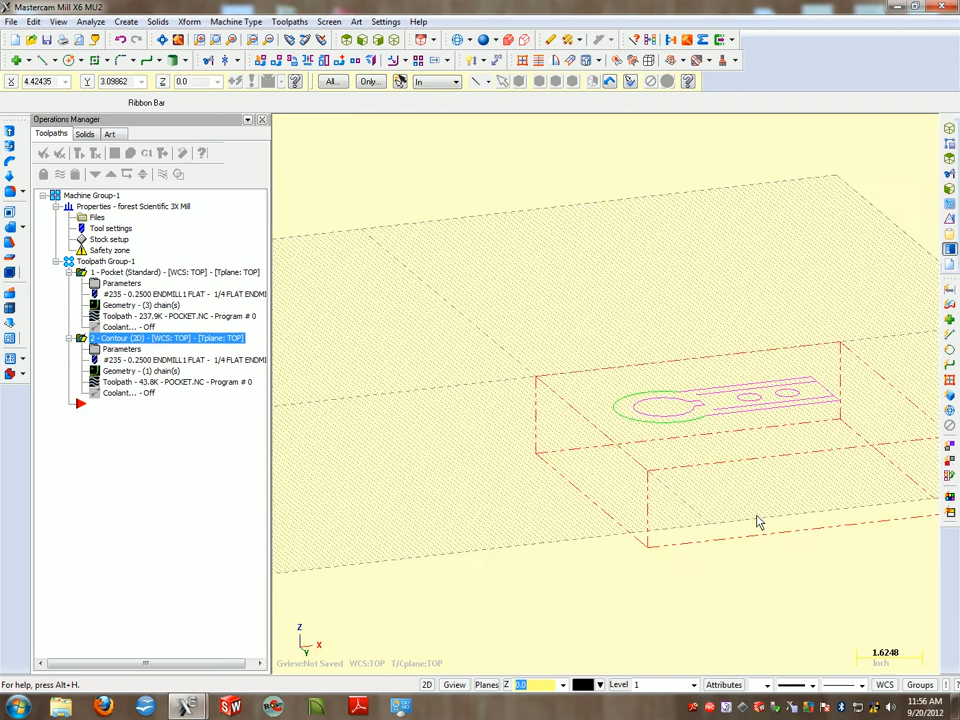 Mastercam Mill X6 MU2
File Edit View Analyze Create Solids Xform Machine Type Toolpaths Screen Art Settings Help
X 4.42435 Y 3.09862 Z 0.0 All... Only... In
Ribbon Bar
Operations Manager
Toolpaths Solids Art
G1
Machine Group-1
Properties - forest Scientific 3X Mill
Files
Tool settings
Stock setup
Safety zone
Toolpath Group-1
1 - Pocket (Standard) - [WCS: TOP] - [Tplane: TOP]
Parameters
#235 - 0.2500 ENDMILL1 FLAT - 1/4 FLAT ENDMI
Geometry - (3) chain(s)
Toolpath - 237.9K - POCKET.NC - Program # 0
Coolant... - Off
2 - Contour (2D) - [WCS: TOP] - [Tplane: TOP]
Parameters
#235 - 0.2500 ENDMILL1 FLAT - 1/4 FLAT ENDMI
Geometry - (1) chain(s)
Toolpath - 43.8K - POCKET.NC - Program # 0
Coolant... - Off
Z
X
Y
Gview:Not Saved WCS:TOP T/Cplane:TOP
1.6248
Inch
For help, press Alt+H.
2D Gview Planes Z 0.0 Level 1 Attributes WCS Groups ?
11:56 AM
9/20/2012